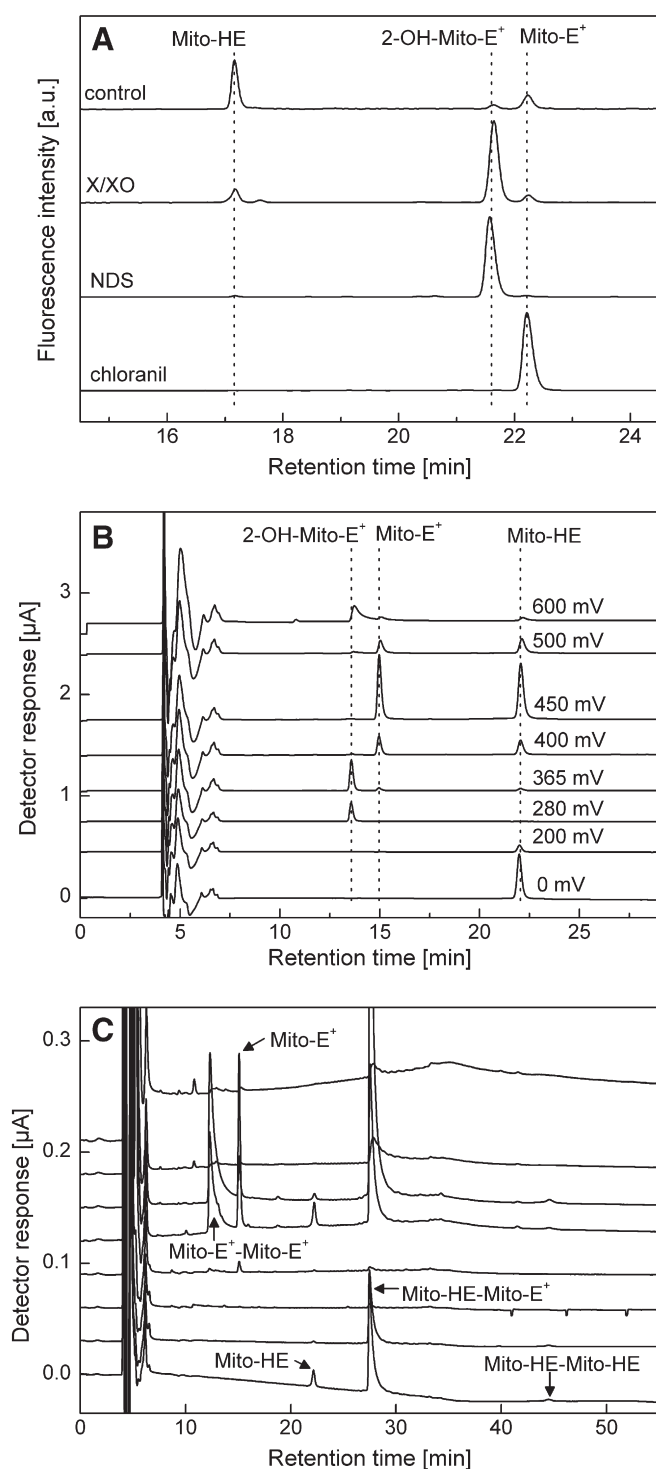 A
Mito-HE
2-OH-Mito-E⁺
Mito-E⁺
control
X/XO
NDS
chloranil
Fluorescence intensity [a.u.]
16
18
20
22
24
Retention time [min]
B
2-OH-Mito-E⁺
Mito-E⁺
Mito-HE
600 mV
500 mV
450 mV
400 mV
365 mV
280 mV
200 mV
0 mV
3
2
1
0
Detector response [µA]
0
5
10
15
20
25
Retention time [min]
C
Mito-E⁺
Mito-E⁺-Mito-E⁺
Mito-HE-Mito-E⁺
Mito-HE
Mito-HE-Mito-HE
0.3
0.2
0.1
0.0
Detector response [µA]
0
10
20
30
40
50
Retention time [min]